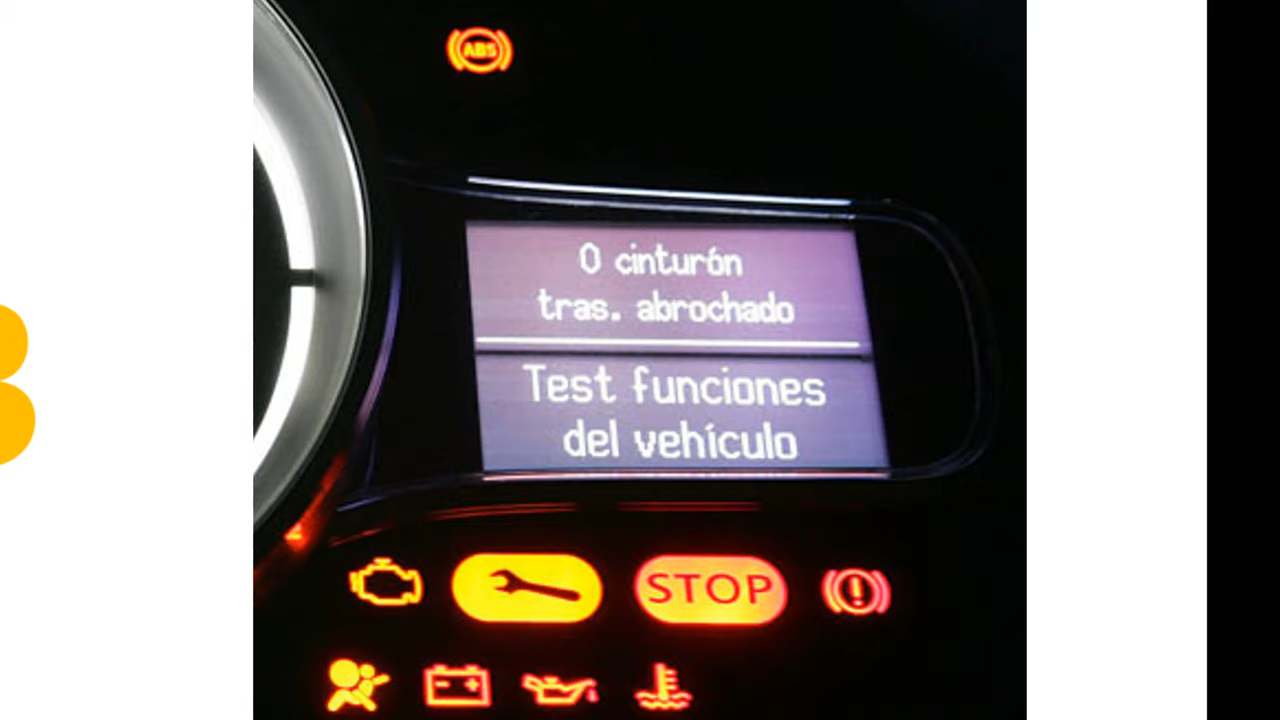 ABS
0 cinturón
tras. abrochado
Test funciones
del vehículo
STOP